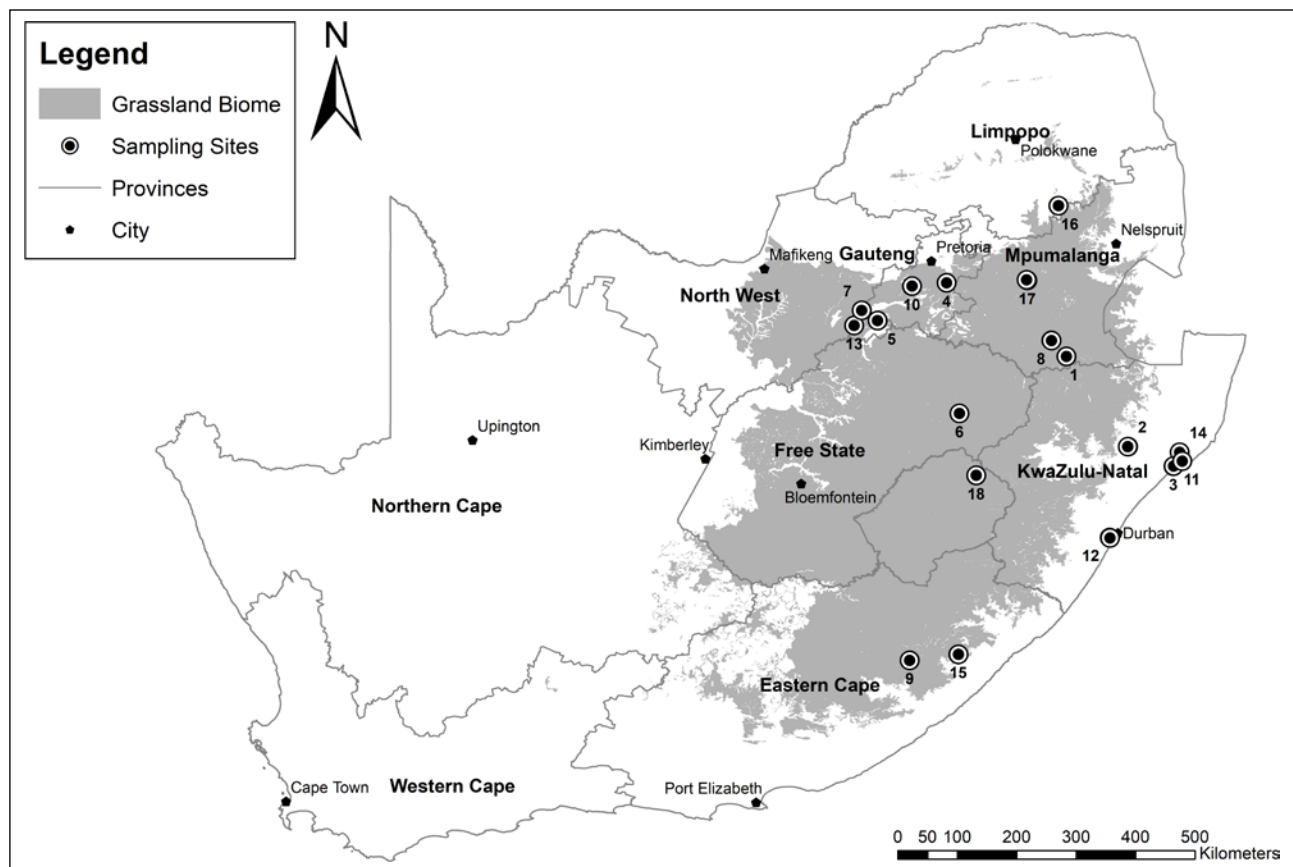 Legend
Grassland Biome
Sampling Sites
Provinces
City
N
Limpopo
Polokwane
16
Nelspruit
Mafikeng
Gauteng
Pretoria
Mpumalanga
North West
7
10
4
17
13
5
8
1
Upington
Kimberley
6
2
14
Free State
KwaZulu-Natal
3
11
Bloemfontein
18
Northern Cape
12
Durban
9
15
Eastern Cape
Cape Town
Western Cape
Port Elizabeth
0 50 100 200 300 400 500
Kilometers